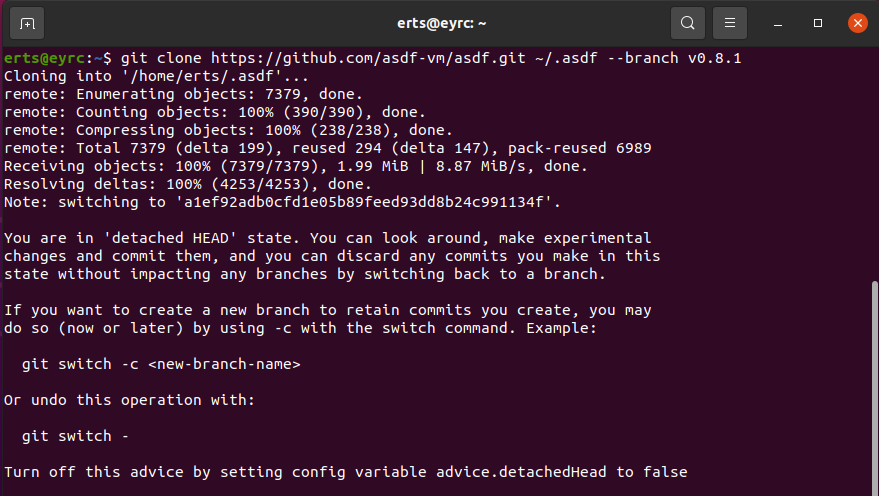 erts@eyrc: ~
erts@eyrc:~$ git clone https://github.com/asdf-vm/asdf.git ~/.asdf --branch v0.8.1
Cloning into '/home/erts/.asdf'...
remote: Enumerating objects: 7379, done.
remote: Counting objects: 100% (390/390), done.
remote: Compressing objects: 100% (238/238), done.
remote: Total 7379 (delta 199), reused 294 (delta 147), pack-reused 6989
Receiving objects: 100% (7379/7379), 1.99 MiB | 8.87 MiB/s, done.
Resolving deltas: 100% (4253/4253), done.
Note: switching to 'a1ef92adb0cfd1e05b89feed93dd8b24c991134f'.

You are in 'detached HEAD' state. You can look around, make experimental
changes and commit them, and you can discard any commits you make in this
state without impacting any branches by switching back to a branch.

If you want to create a new branch to retain commits you create, you may
do so (now or later) by using -c with the switch command. Example:

  git switch -c <new-branch-name>

Or undo this operation with:

  git switch -

Turn off this advice by setting config variable advice.detachedHead to false